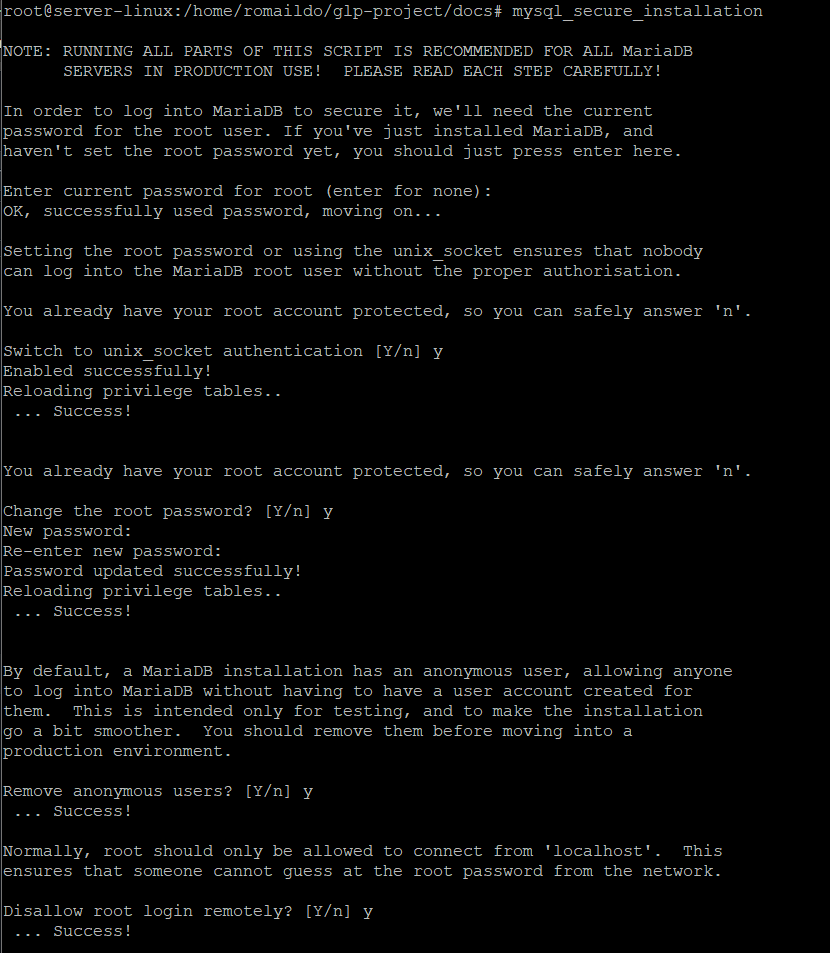 root@server-linux:/home/romaildo/glp-project/docs# mysql_secure_installation
NOTE: RUNNING ALL PARTS OF THIS SCRIPT IS RECOMMENDED FOR ALL MariaDB
      SERVERS IN PRODUCTION USE!  PLEASE READ EACH STEP CAREFULLY!
In order to log into MariaDB to secure it, we'll need the current
password for the root user. If you've just installed MariaDB, and
haven't set the root password yet, you should just press enter here.
Enter current password for root (enter for none):
OK, successfully used password, moving on...
Setting the root password or using the unix_socket ensures that nobody
can log into the MariaDB root user without the proper authorisation.
You already have your root account protected, so you can safely answer 'n'.
Switch to unix_socket authentication [Y/n] y
Enabled successfully!
Reloading privilege tables..
 ... Success!
You already have your root account protected, so you can safely answer 'n'.
Change the root password? [Y/n] y
New password:
Re-enter new password:
Password updated successfully!
Reloading privilege tables..
 ... Success!
By default, a MariaDB installation has an anonymous user, allowing anyone
to log into MariaDB without having to have a user account created for
them.  This is intended only for testing, and to make the installation
go a bit smoother.  You should remove them before moving into a
production environment.
Remove anonymous users? [Y/n] y
 ... Success!
Normally, root should only be allowed to connect from 'localhost'.  This
ensures that someone cannot guess at the root password from the network.
Disallow root login remotely? [Y/n] y
 ... Success!